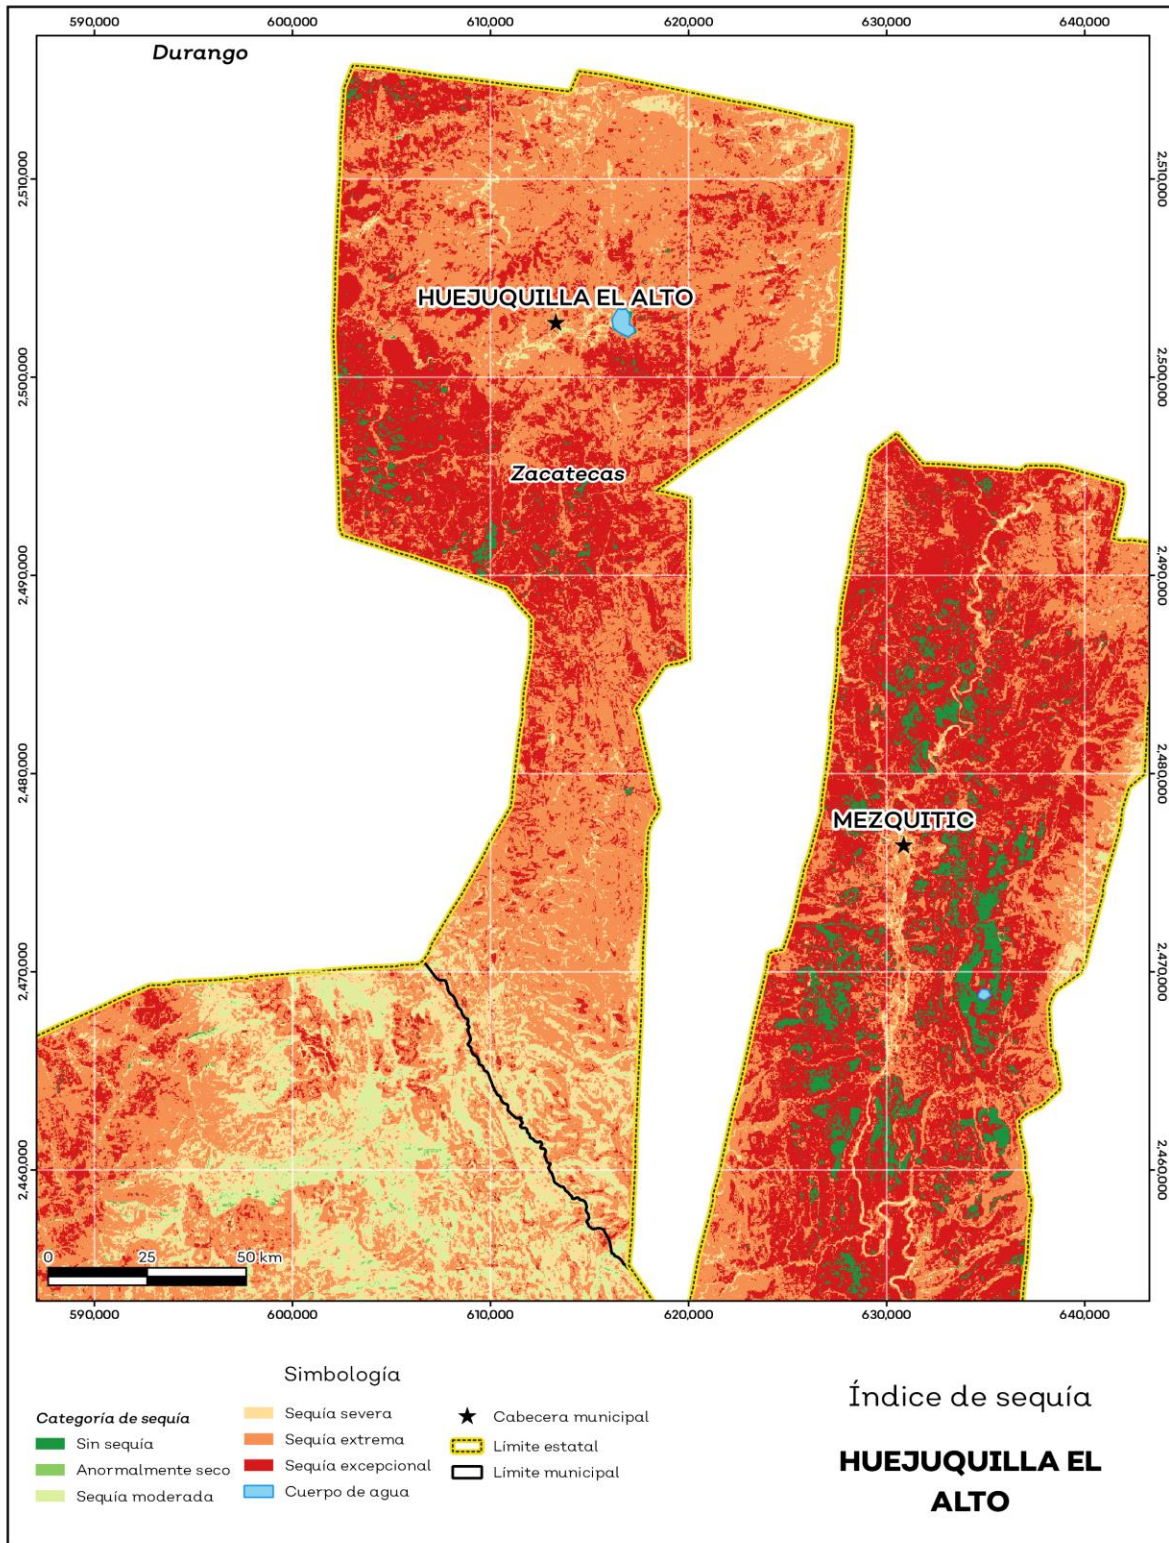 590,000 600,000 610,000 620,000 630,000 640,000
Durango
2,510,000 2,510,000
HUEJUQUILLA EL ALTO
2,500,000 2,500,000
Zacatecas
2,490,000 2,490,000
2,480,000 2,480,000
MEZQUITIC
2,470,000 2,470,000
2,460,000 2,460,000
0 25 50 km
590,000 600,000 610,000 620,000 630,000 640,000
Simbología
Categoría de sequía
Sin sequía
Anormalmente seco
Sequía moderada
Sequía severa
Sequía extrema
Sequía excepcional
Cuerpo de agua
Cabecera municipal
Límite estatal
Límite municipal
Índice de sequía
HUEJUQUILLA EL
ALTO